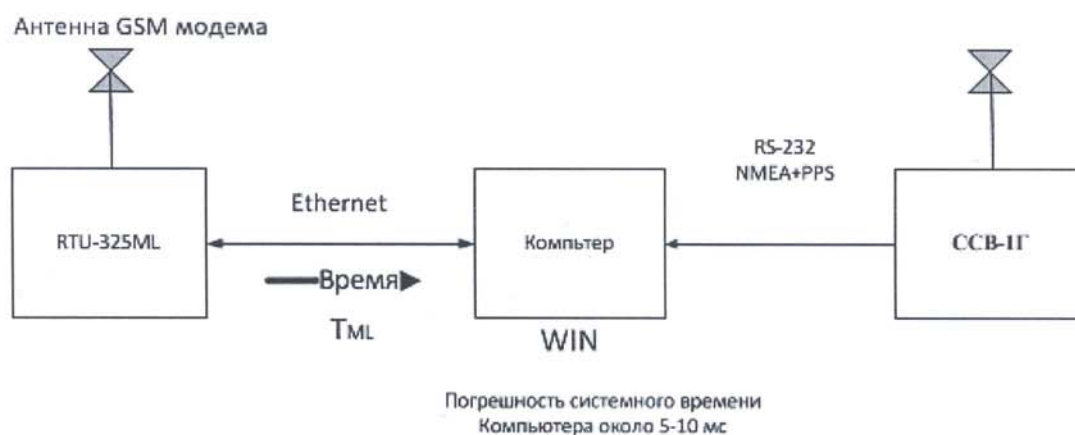 Антенна GSM модема
RS-232
NMEA+PPS
Ethernet
RTU-325ML
Компьтер
ССВ-1Г
Время
TML
WIN
Погрешность системного времени
Компьютера около 5-10 мс